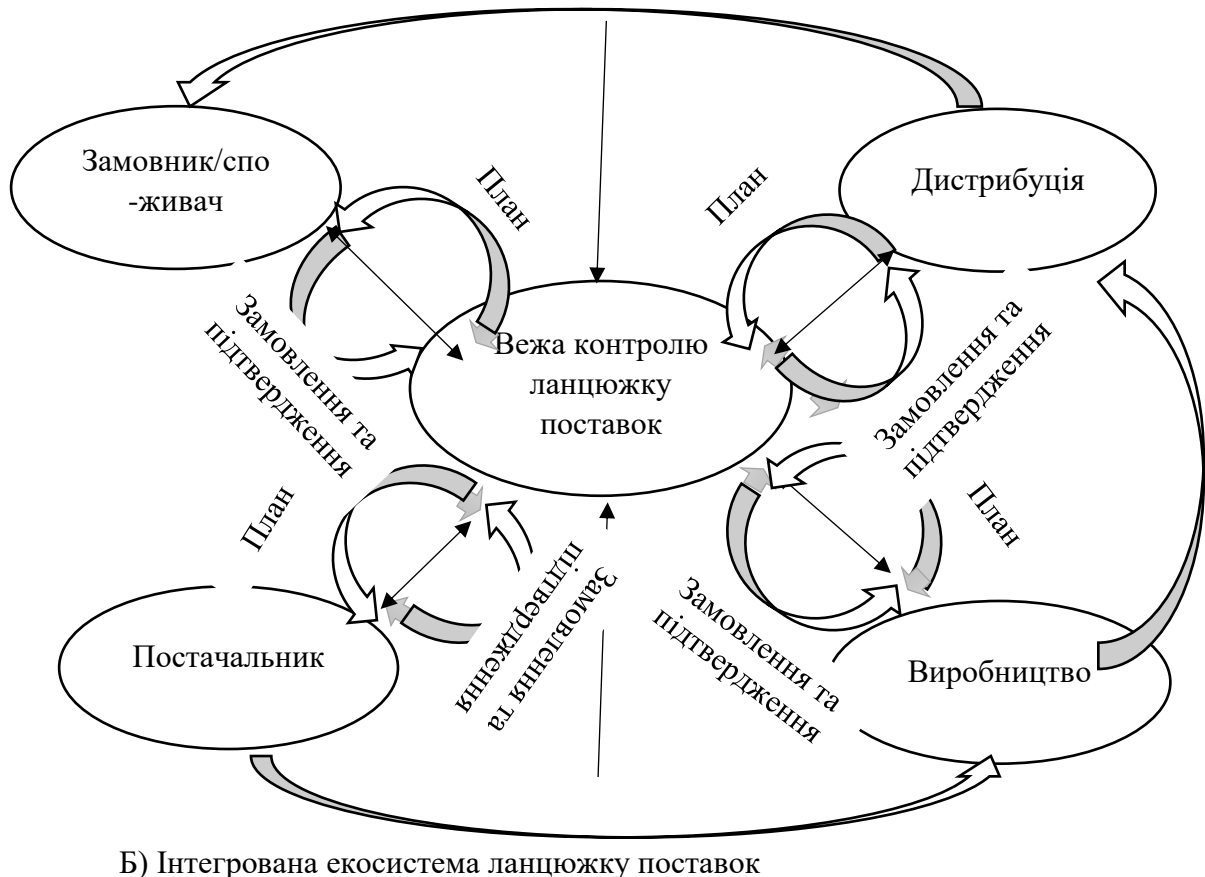 Замовник/спо
-живач
План
План
Дистрибуція
Замовлення та
підтвердження
Вежа контролю
ланцюжку
поставок
Замовлення та
підтвердження
План
Замовлення та
підтвердження
Замовлення та
підтвердження
План
Постачальник
Виробництво
Б) Інтегрована екосистема ланцюжку поставок